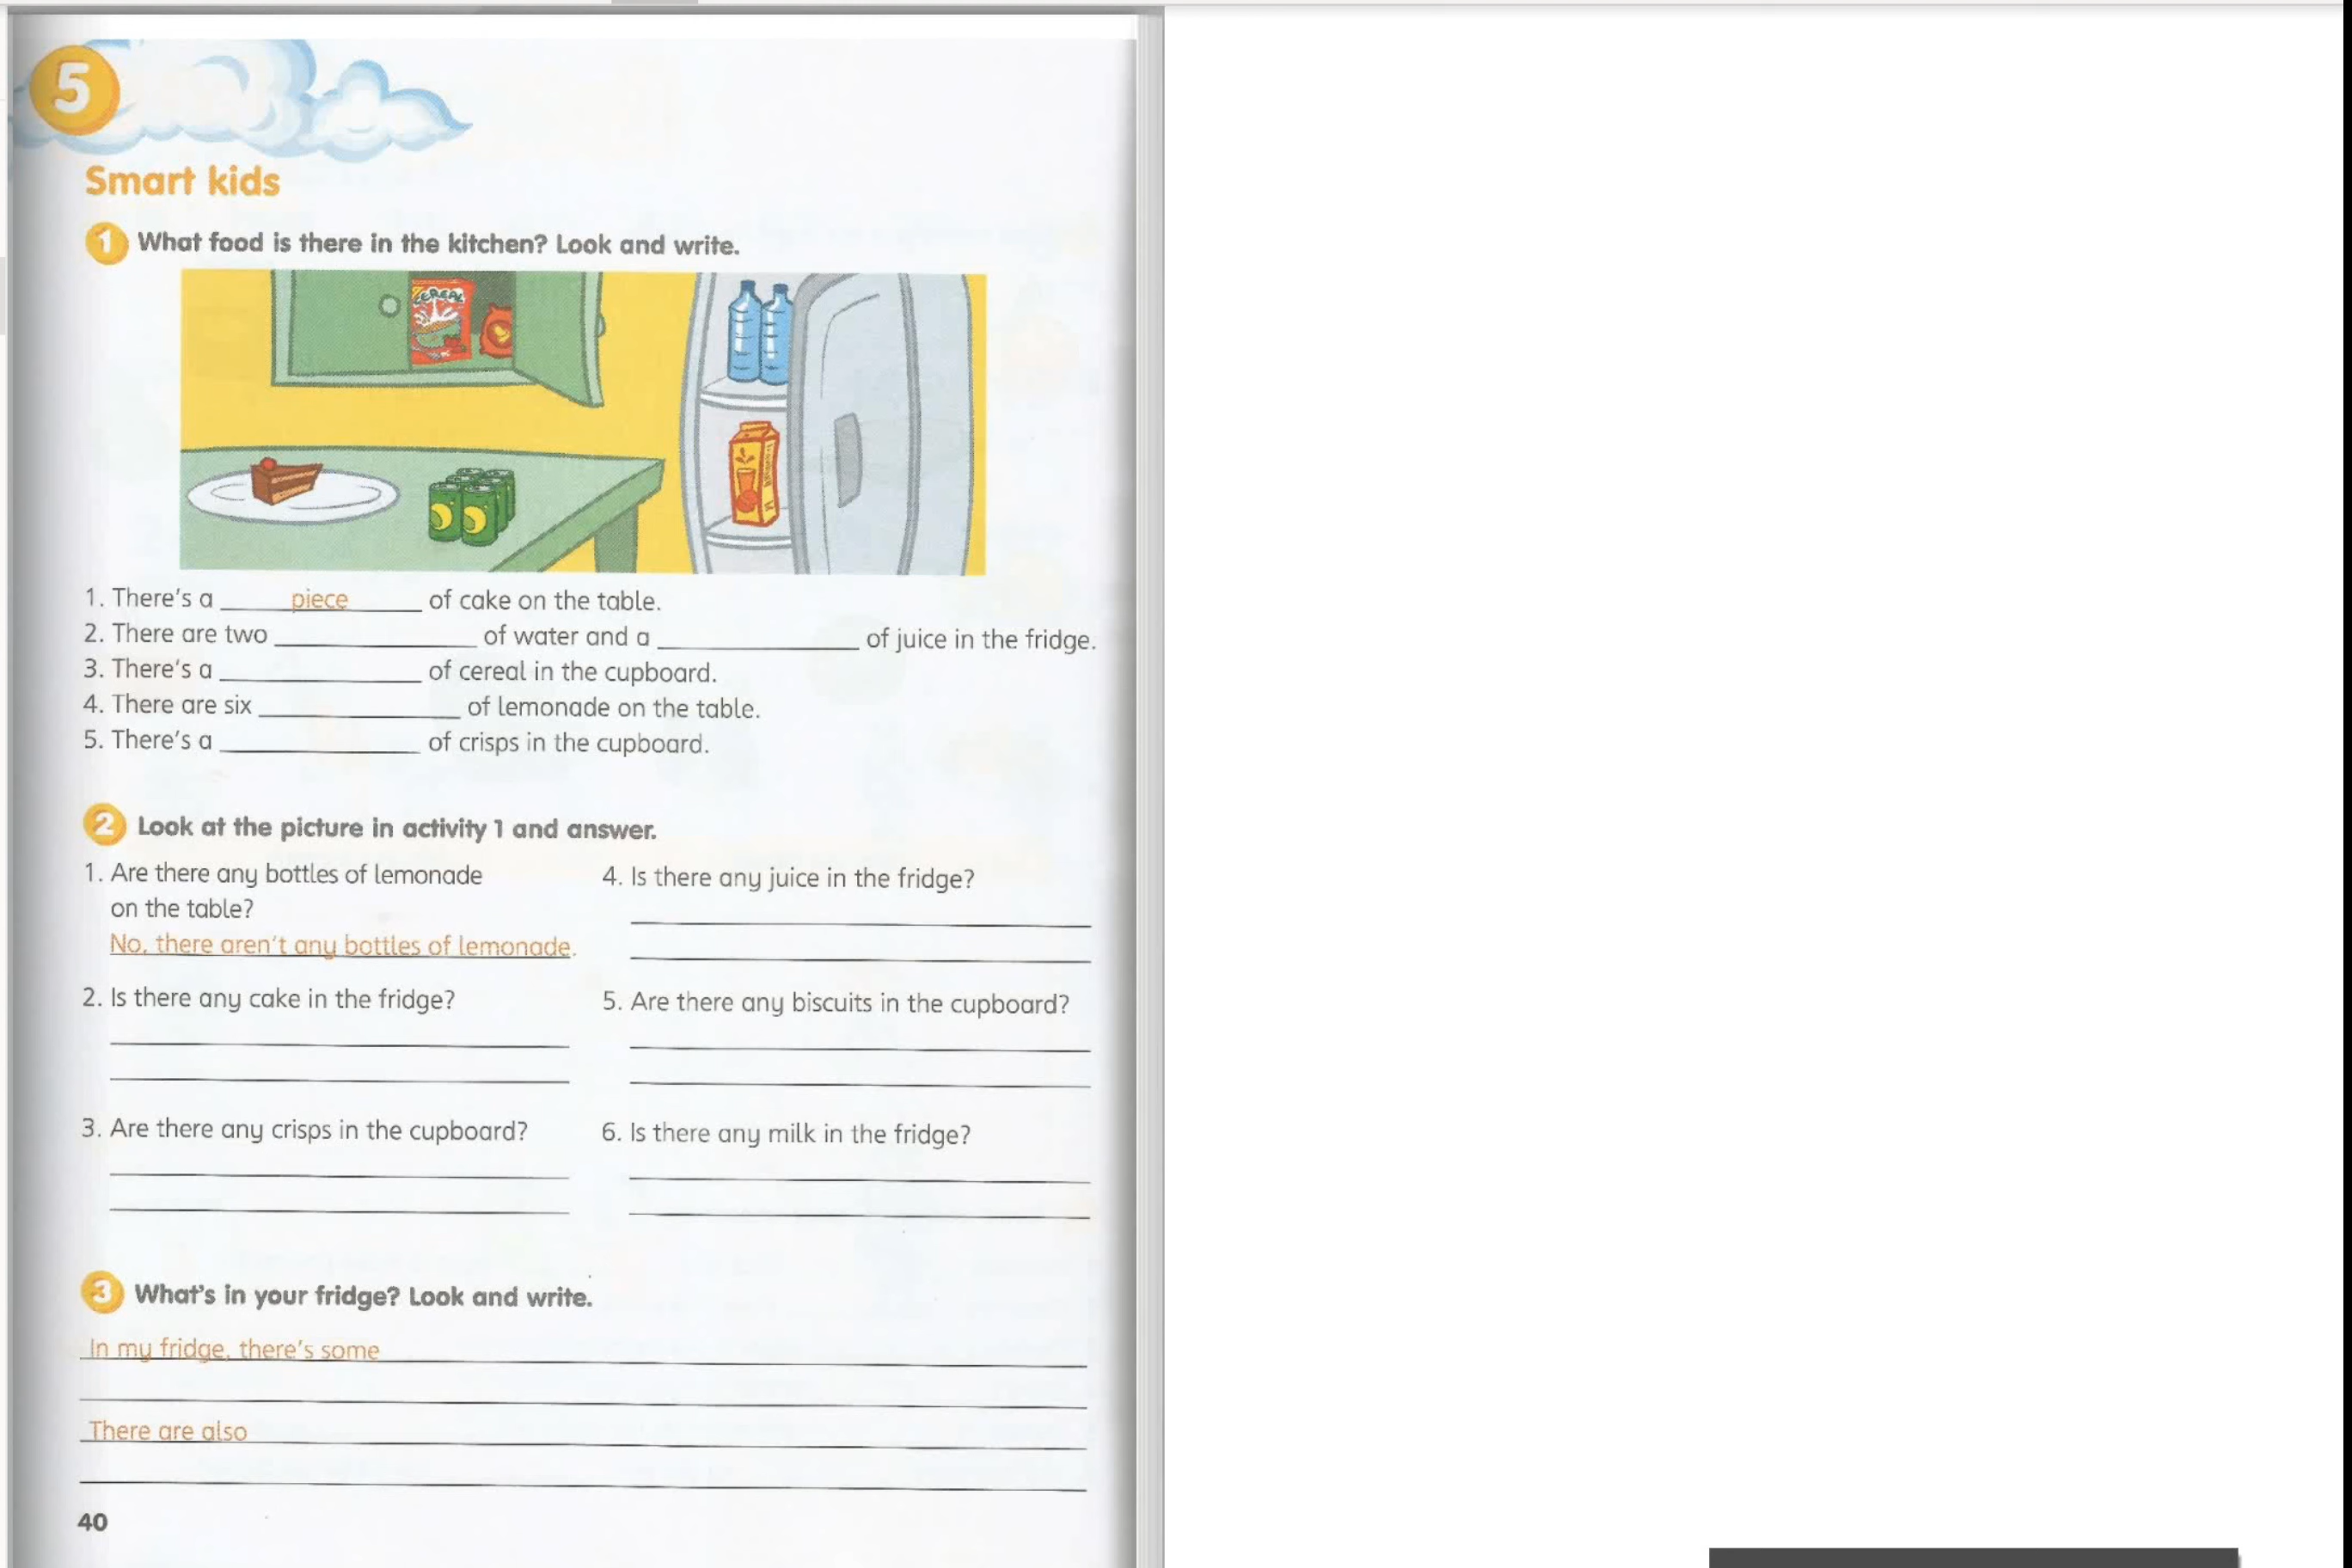 5
Smart kids
1 What food is there in the kitchen? Look and write.
CEREAL
1. There's a piece of cake on the table.
2. There are two ____________ of water and a ____________ of juice in the fridge.
3. There's a ____________ of cereal in the cupboard.
4. There are six ____________ of lemonade on the table.
5. There's a ____________ of crisps in the cupboard.
2 Look at the picture in activity 1 and answer.
1. Are there any bottles of lemonade
on the table?
No, there aren't any bottles of lemonade.
2. Is there any cake in the fridge?
3. Are there any crisps in the cupboard?
4. Is there any juice in the fridge?
5. Are there any biscuits in the cupboard?
6. Is there any milk in the fridge?
3 What's in your fridge? Look and write.
In my fridge, there's some
There are also
40